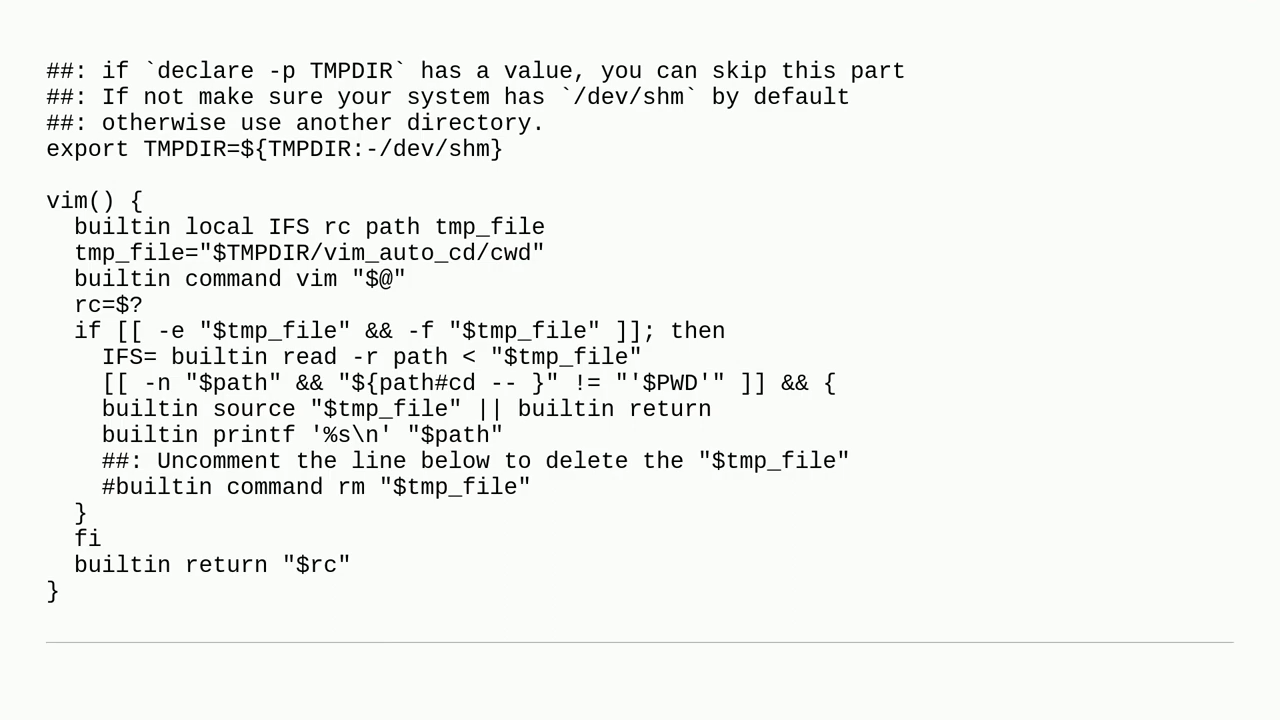 ##: if `declare -p TMPDIR` has a value, you can skip this part
##: If not make sure your system has `/dev/shm` by default
##: otherwise use another directory.
export TMPDIR=${TMPDIR:-/dev/shm}

vim() {
  builtin local IFS rc path tmp_file
  tmp_file="$TMPDIR/vim_auto_cd/cwd"
  builtin command vim "$@"
  rc=$?
  if [[ -e "$tmp_file" && -f "$tmp_file" ]]; then
    IFS= builtin read -r path < "$tmp_file"
    [[ -n "$path" && "${path#cd -- }" != "'$PWD'" ]] && {
    builtin source "$tmp_file" || builtin return
    builtin printf '%s\n' "$path"
    ##: Uncomment the line below to delete the "$tmp_file"
    #builtin command rm "$tmp_file"
  }
  fi
  builtin return "$rc"
}